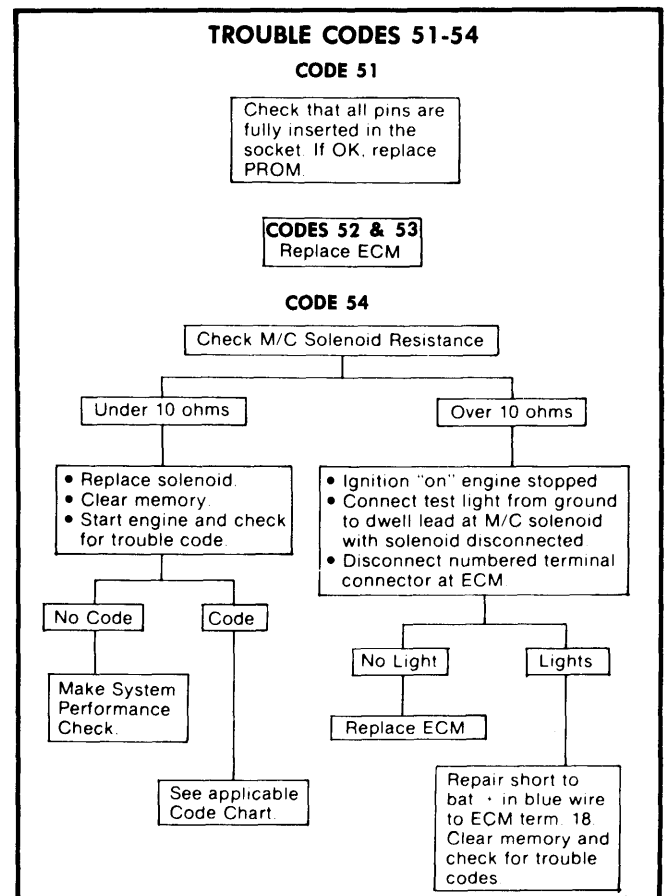 TROUBLE CODES 51-54
CODE 51
Check that all pins are
fully inserted in the
socket. If OK, replace
PROM.
CODES 52 & 53
Replace ECM
CODE 54
Check M/C Solenoid Resistance
Under 10 ohms
Over 10 ohms
• Replace solenoid.
• Clear memory.
• Start engine and check
for trouble code.
• Ignition "on" engine stopped
• Connect test light from ground
to dwell lead at M/C solenoid
with solenoid disconnected
• Disconnect numbered terminal
connector at ECM.
No Code
Code
No Light
Lights
Make System
Performance
Check.
Replace ECM
See applicable
Code Chart.
Repair short to
bat + in blue wire
to ECM term. 18.
Clear memory and
check for trouble
codes